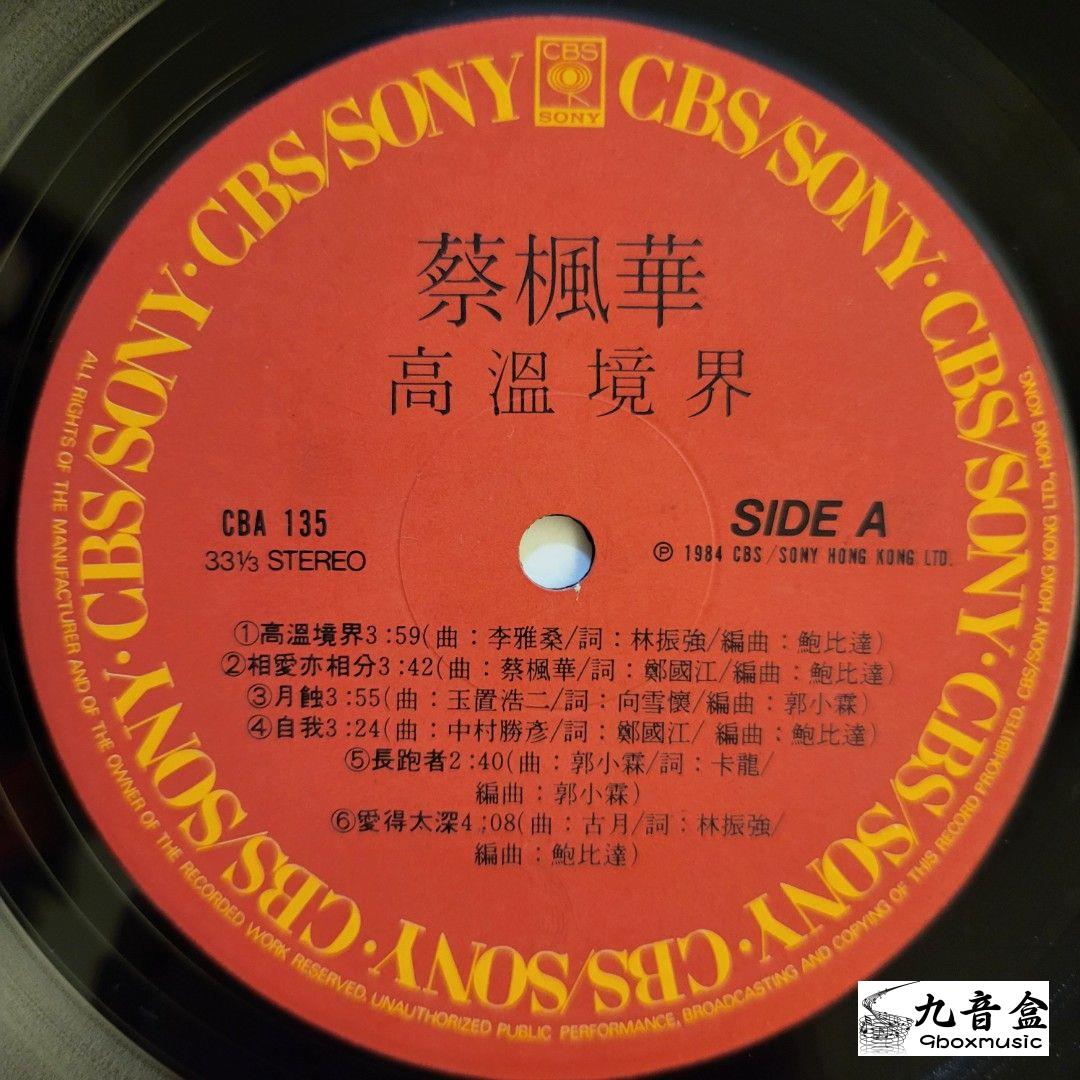 CBS
SONY
CBS/SONY · CBS/SONY · CBS/SONY · CBS/SONY · CBS/SONY · CBS/SONY · CBS/SONY · CBS/SONY
蔡楓華
高溫境界
CBA 135
33⅓ STEREO
SIDE A
Ⓟ 1984 CBS/SONY HONG KONG LTD.
①高溫境界3:59(曲:李雅桑/詞:林振強/編曲:鮑比達)
②相愛亦相分3:42(曲:蔡楓華/詞:鄭國江/編曲:鮑比達)
③月蝕3:55(曲:玉置浩二/詞:向雪懷/編曲:郭小霖)
④自我3:24(曲:中村勝彥/詞:鄭國江/ 編曲:鮑比達)
⑤長跑者2:40(曲:郭小霖/詞:卡龍/
編曲:郭小霖)
⑥愛得太深4:08(曲:古月/詞:林振強/
編曲:鮑比達)
ALL RIGHTS OF THE MANUFACTURER AND OF THE OWNER OF THE RECORDED WORK RESERVED. UNAUTHORIZED PUBLIC PERFORMANCE, BROADCASTING AND COPYING OF THIS RECORD PROHIBITED. CBS/SONY HONG KONG LTD., HONG KONG.
九音盒
9boxmusic